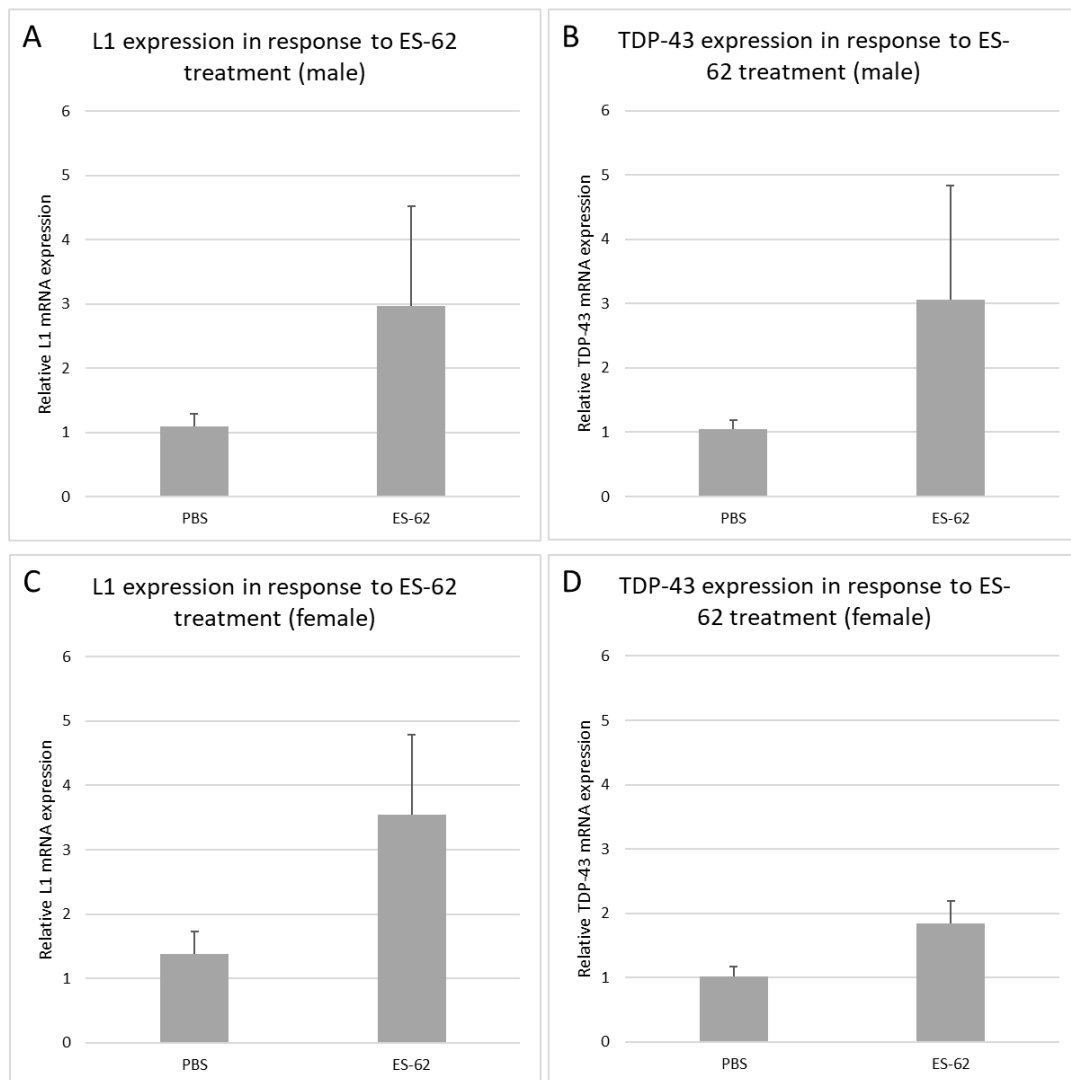 A
L1 expression in response to ES-62
treatment (male)
6
5
4
3
2
1
0
Relative L1 mRNA expression
PBS
ES-62
B
TDP-43 expression in response to ES-
62 treatment (male)
6
5
4
3
2
1
0
Relative TDP-43 mRNA expression
PBS
ES-62
C
L1 expression in response to ES-62
treatment (female)
6
5
4
3
2
1
0
Relative L1 mRNA expression
PBS
ES-62
D
TDP-43 expression in response to ES-
62 treatment (female)
6
5
4
3
2
1
0
Relative TDP-43 mRNA expression
PBS
ES-62